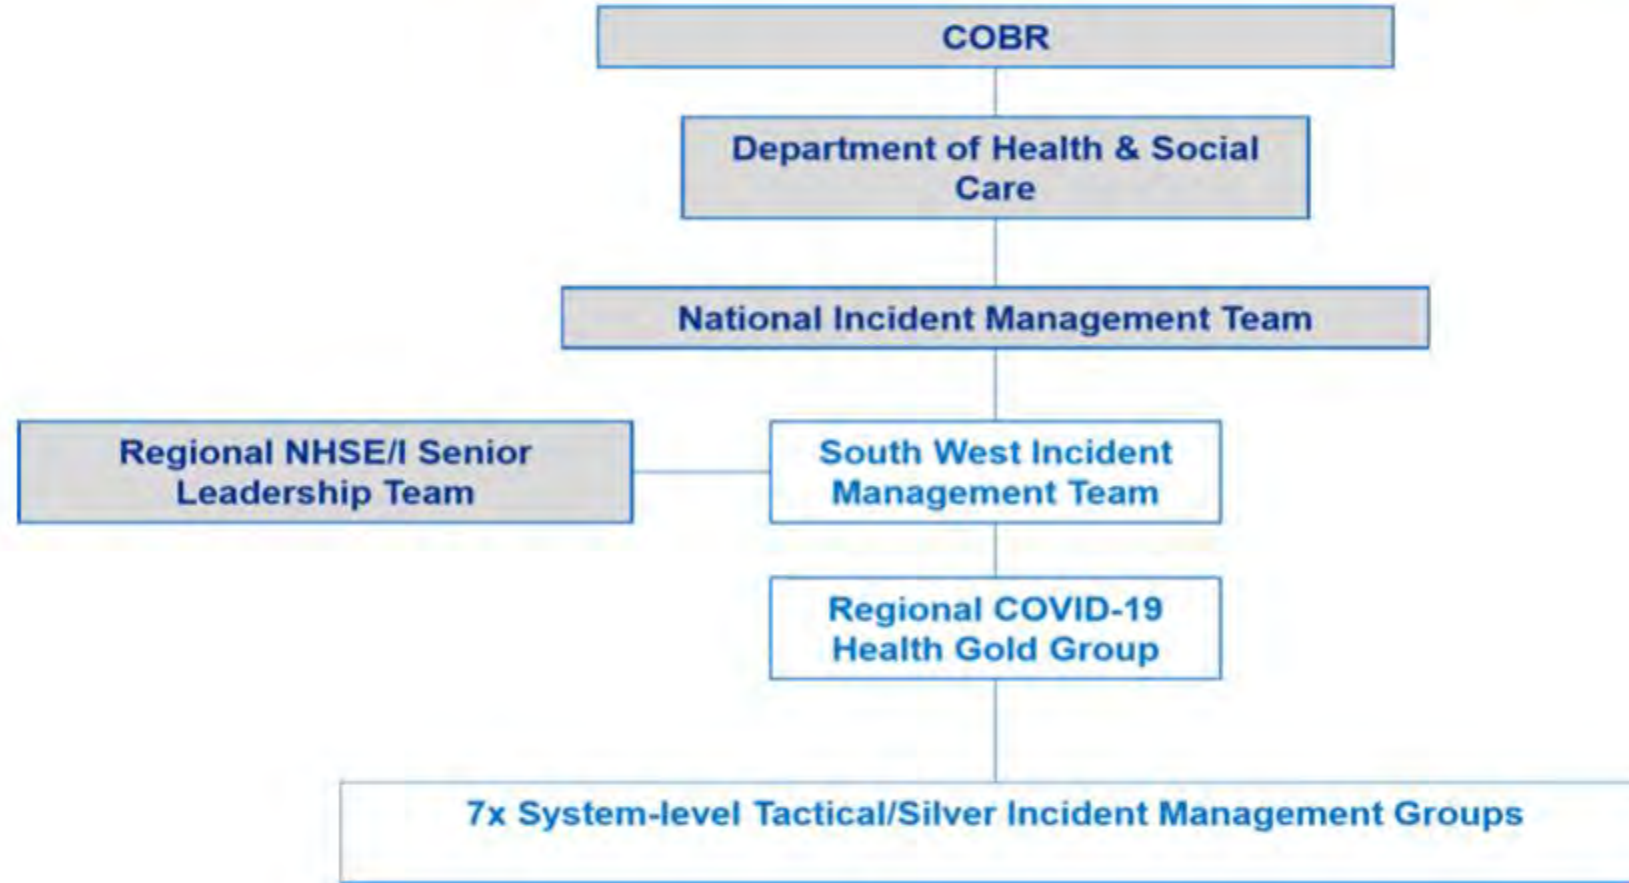 COBR
Department of Health & Social
Care
National Incident Management Team
Regional NHSE/I Senior
Leadership Team
South West Incident
Management Team
Regional COVID-19
Health Gold Group
7x System-level Tactical/Silver Incident Management Groups